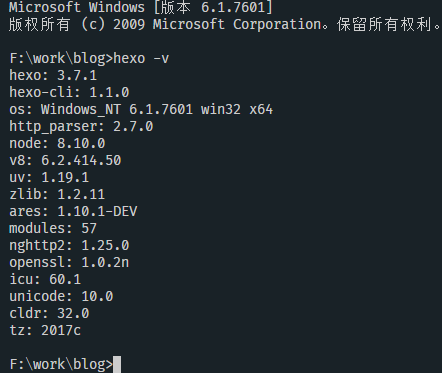 Microsoft Windows [版本 6.1.7601]
版权所有 (c) 2009 Microsoft Corporation。保留所有权利。
F:\work\blog>hexo -v
hexo: 3.7.1
hexo-cli: 1.1.0
os: Windows_NT 6.1.7601 win32 x64
http_parser: 2.7.0
node: 8.10.0
v8: 6.2.414.50
uv: 1.19.1
zlib: 1.2.11
ares: 1.10.1-DEV
modules: 57
nghttp2: 1.25.0
openssl: 1.0.2n
icu: 60.1
unicode: 10.0
cldr: 32.0
tz: 2017c
F:\work\blog>